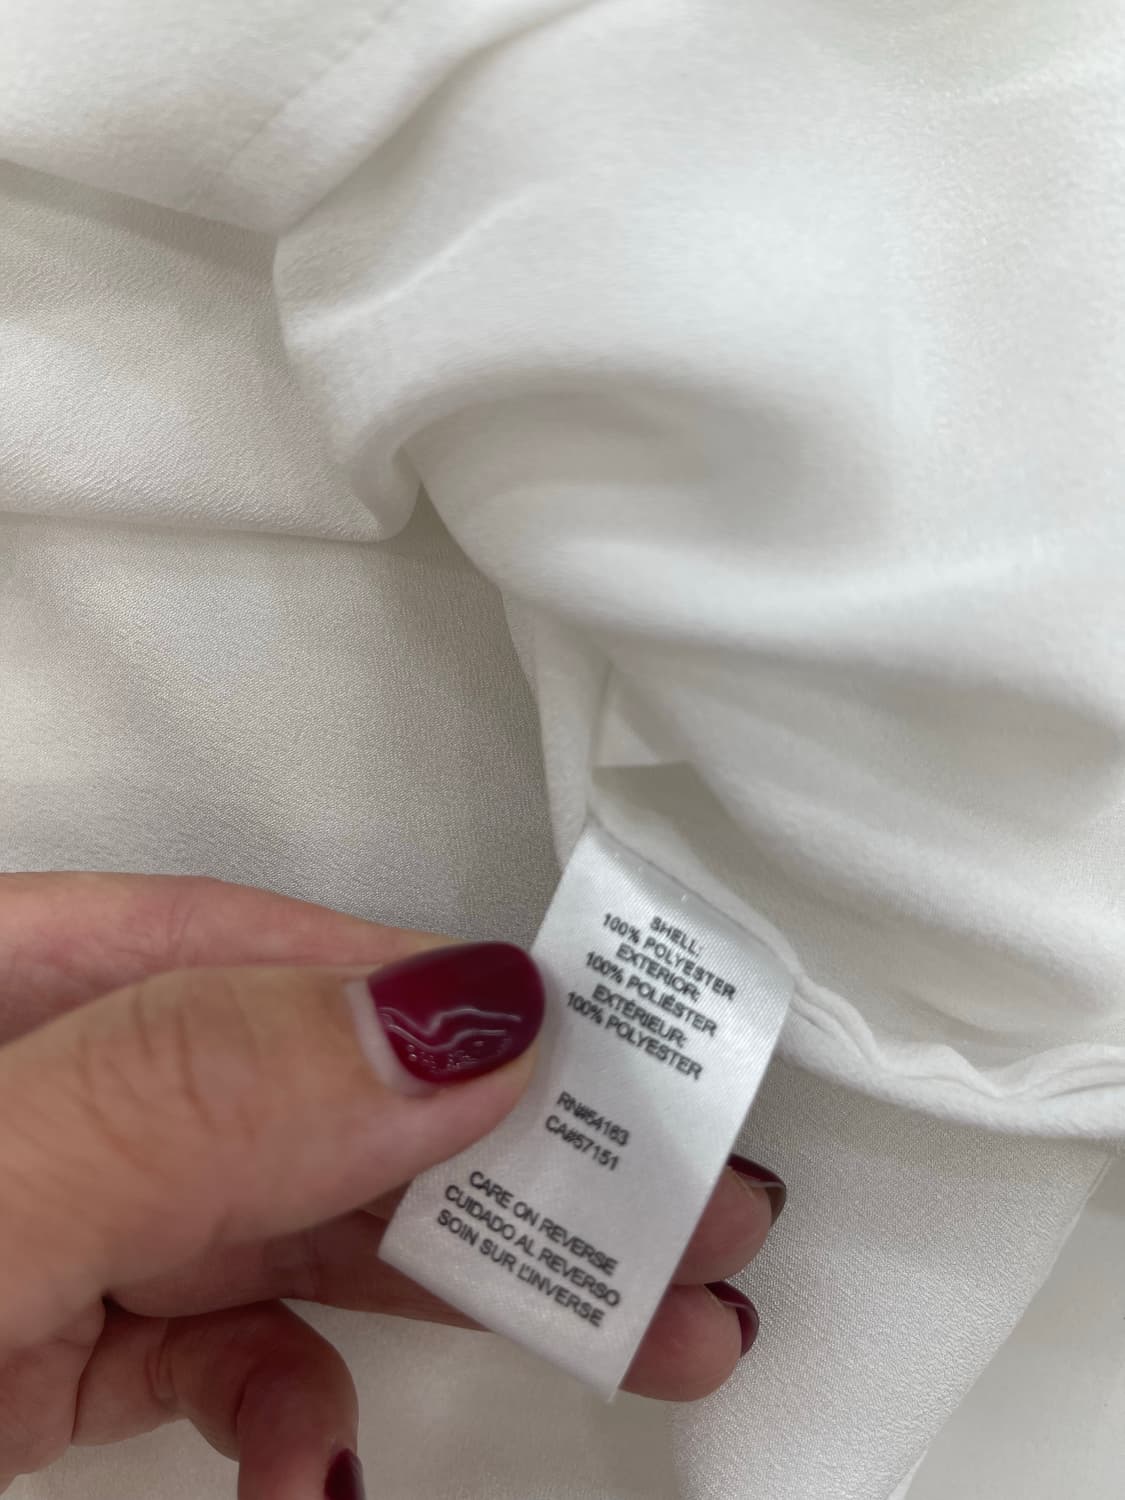 SHELL:
100% POLYESTER
EXTERIOR:
100% POLIÉSTER
EXTÉRIEUR:
100% POLYESTER
RN#54163
CA#57151
CARE ON REVERSE
CUIDADO AL REVERSO
SOIN SUR L'INVERSE